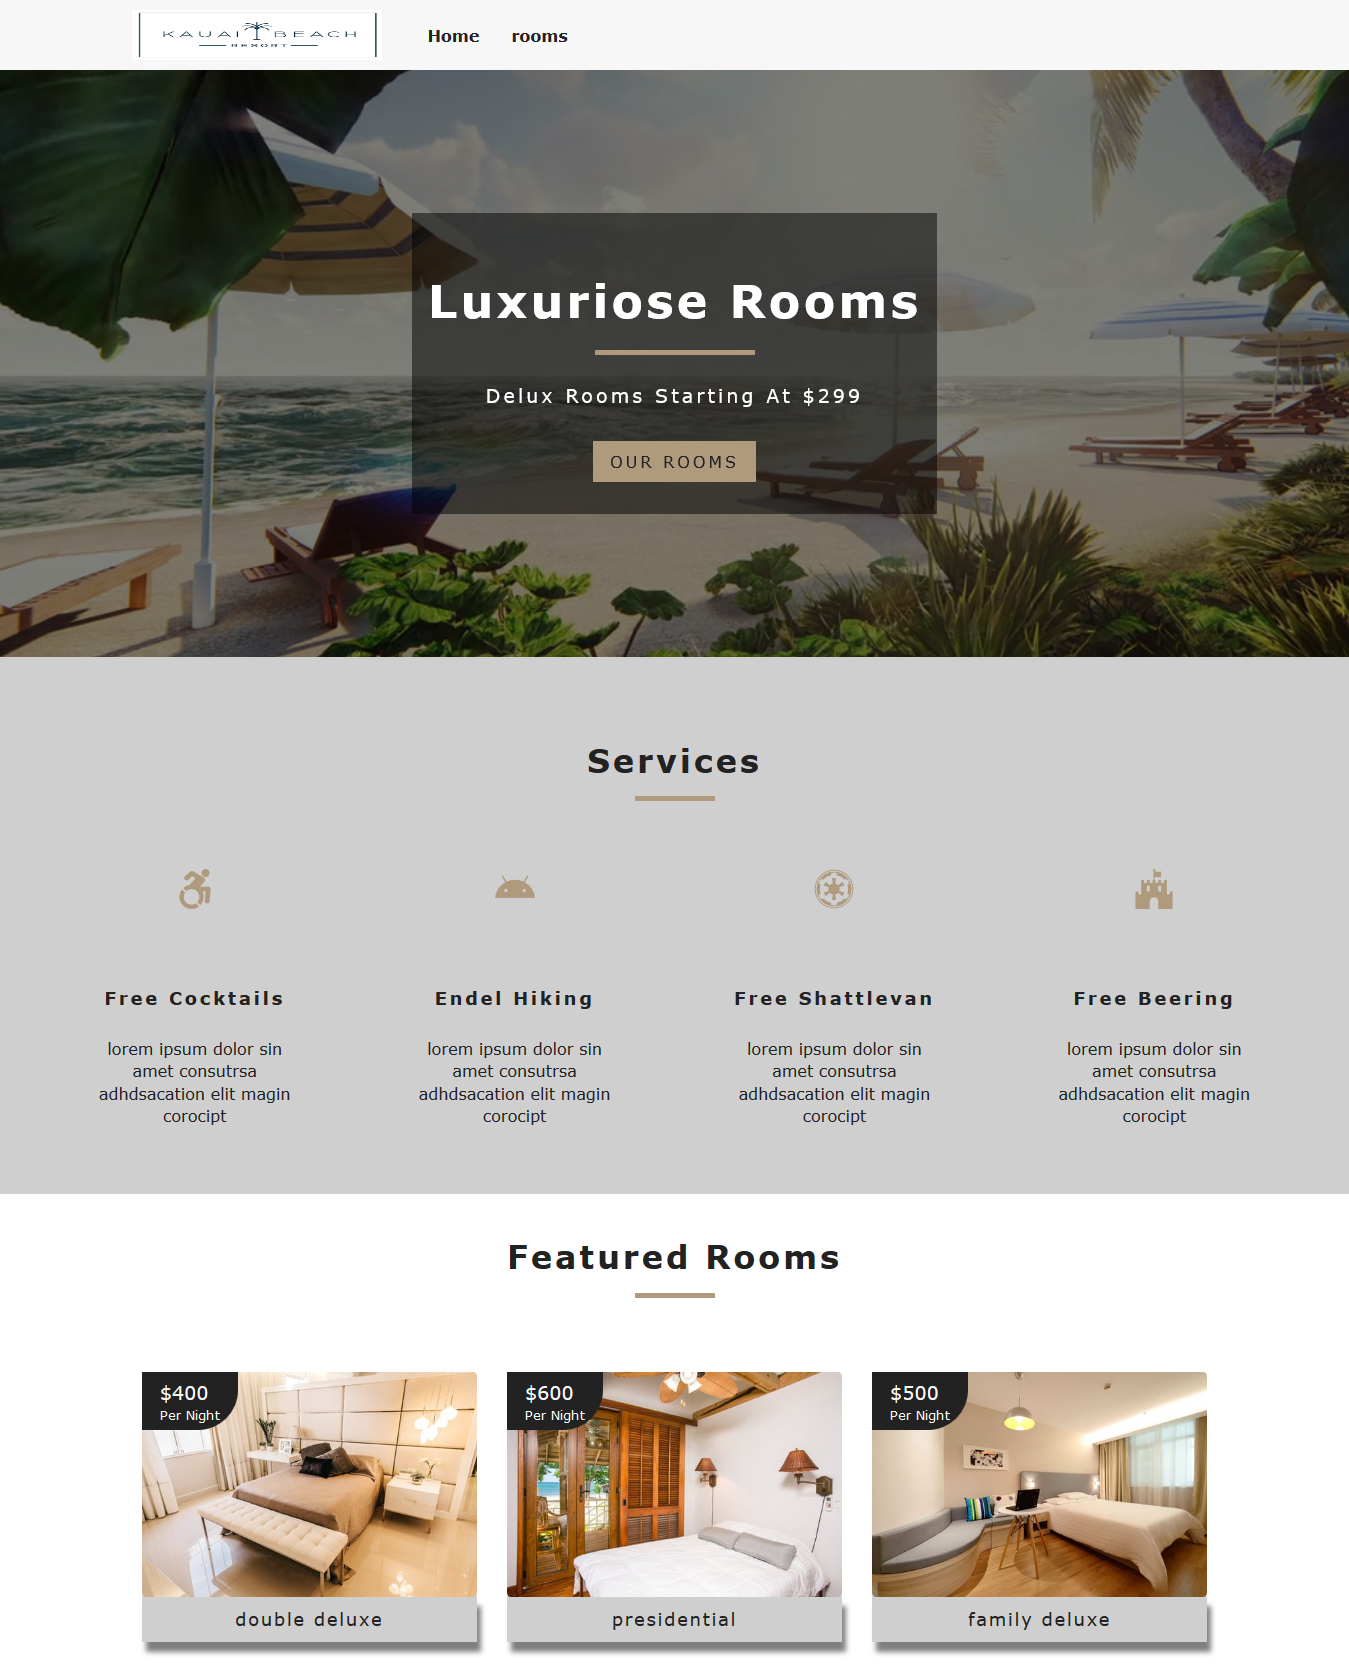 KAUAI BEACH
RESORT
Home rooms
Luxuriose Rooms
Delux Rooms Starting At $299
OUR ROOMS
Services
Free Cocktails
lorem ipsum dolor sin
amet consutrsa
adhdsacation elit magin
corocipt
Endel Hiking
lorem ipsum dolor sin
amet consutrsa
adhdsacation elit magin
corocipt
Free Shattlevan
lorem ipsum dolor sin
amet consutrsa
adhdsacation elit magin
corocipt
Free Beering
lorem ipsum dolor sin
amet consutrsa
adhdsacation elit magin
corocipt
Featured Rooms
$400
Per Night
double deluxe
$600
Per Night
presidential
$500
Per Night
family deluxe